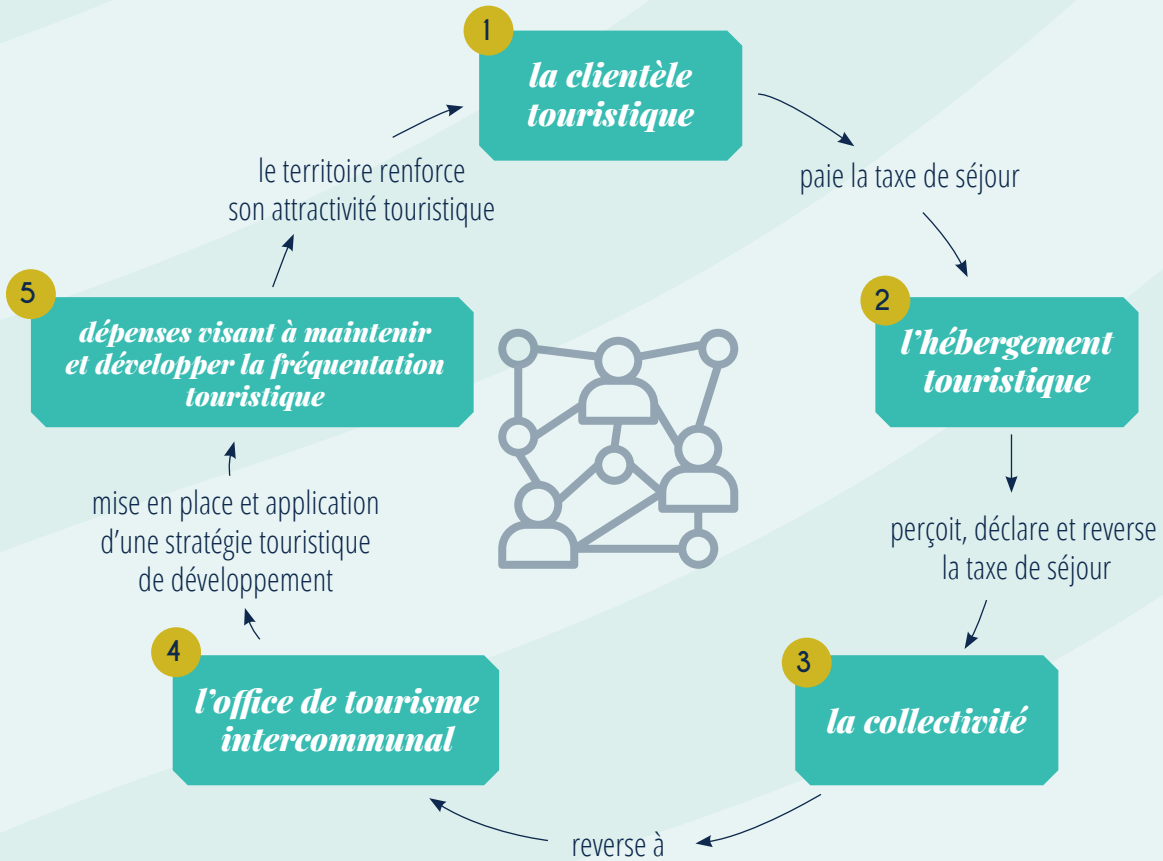 1
la clientèle
touristique
paie la taxe de séjour
2
l’hébergement
touristique
perçoit, déclare et reverse
la taxe de séjour
3
la collectivité
reverse à
4
l’office de tourisme
intercommunal
mise en place et application
d’une stratégie touristique
de développement
5
dépenses visant à maintenir
et développer la fréquentation
touristique
le territoire renforce
son attractivité touristique